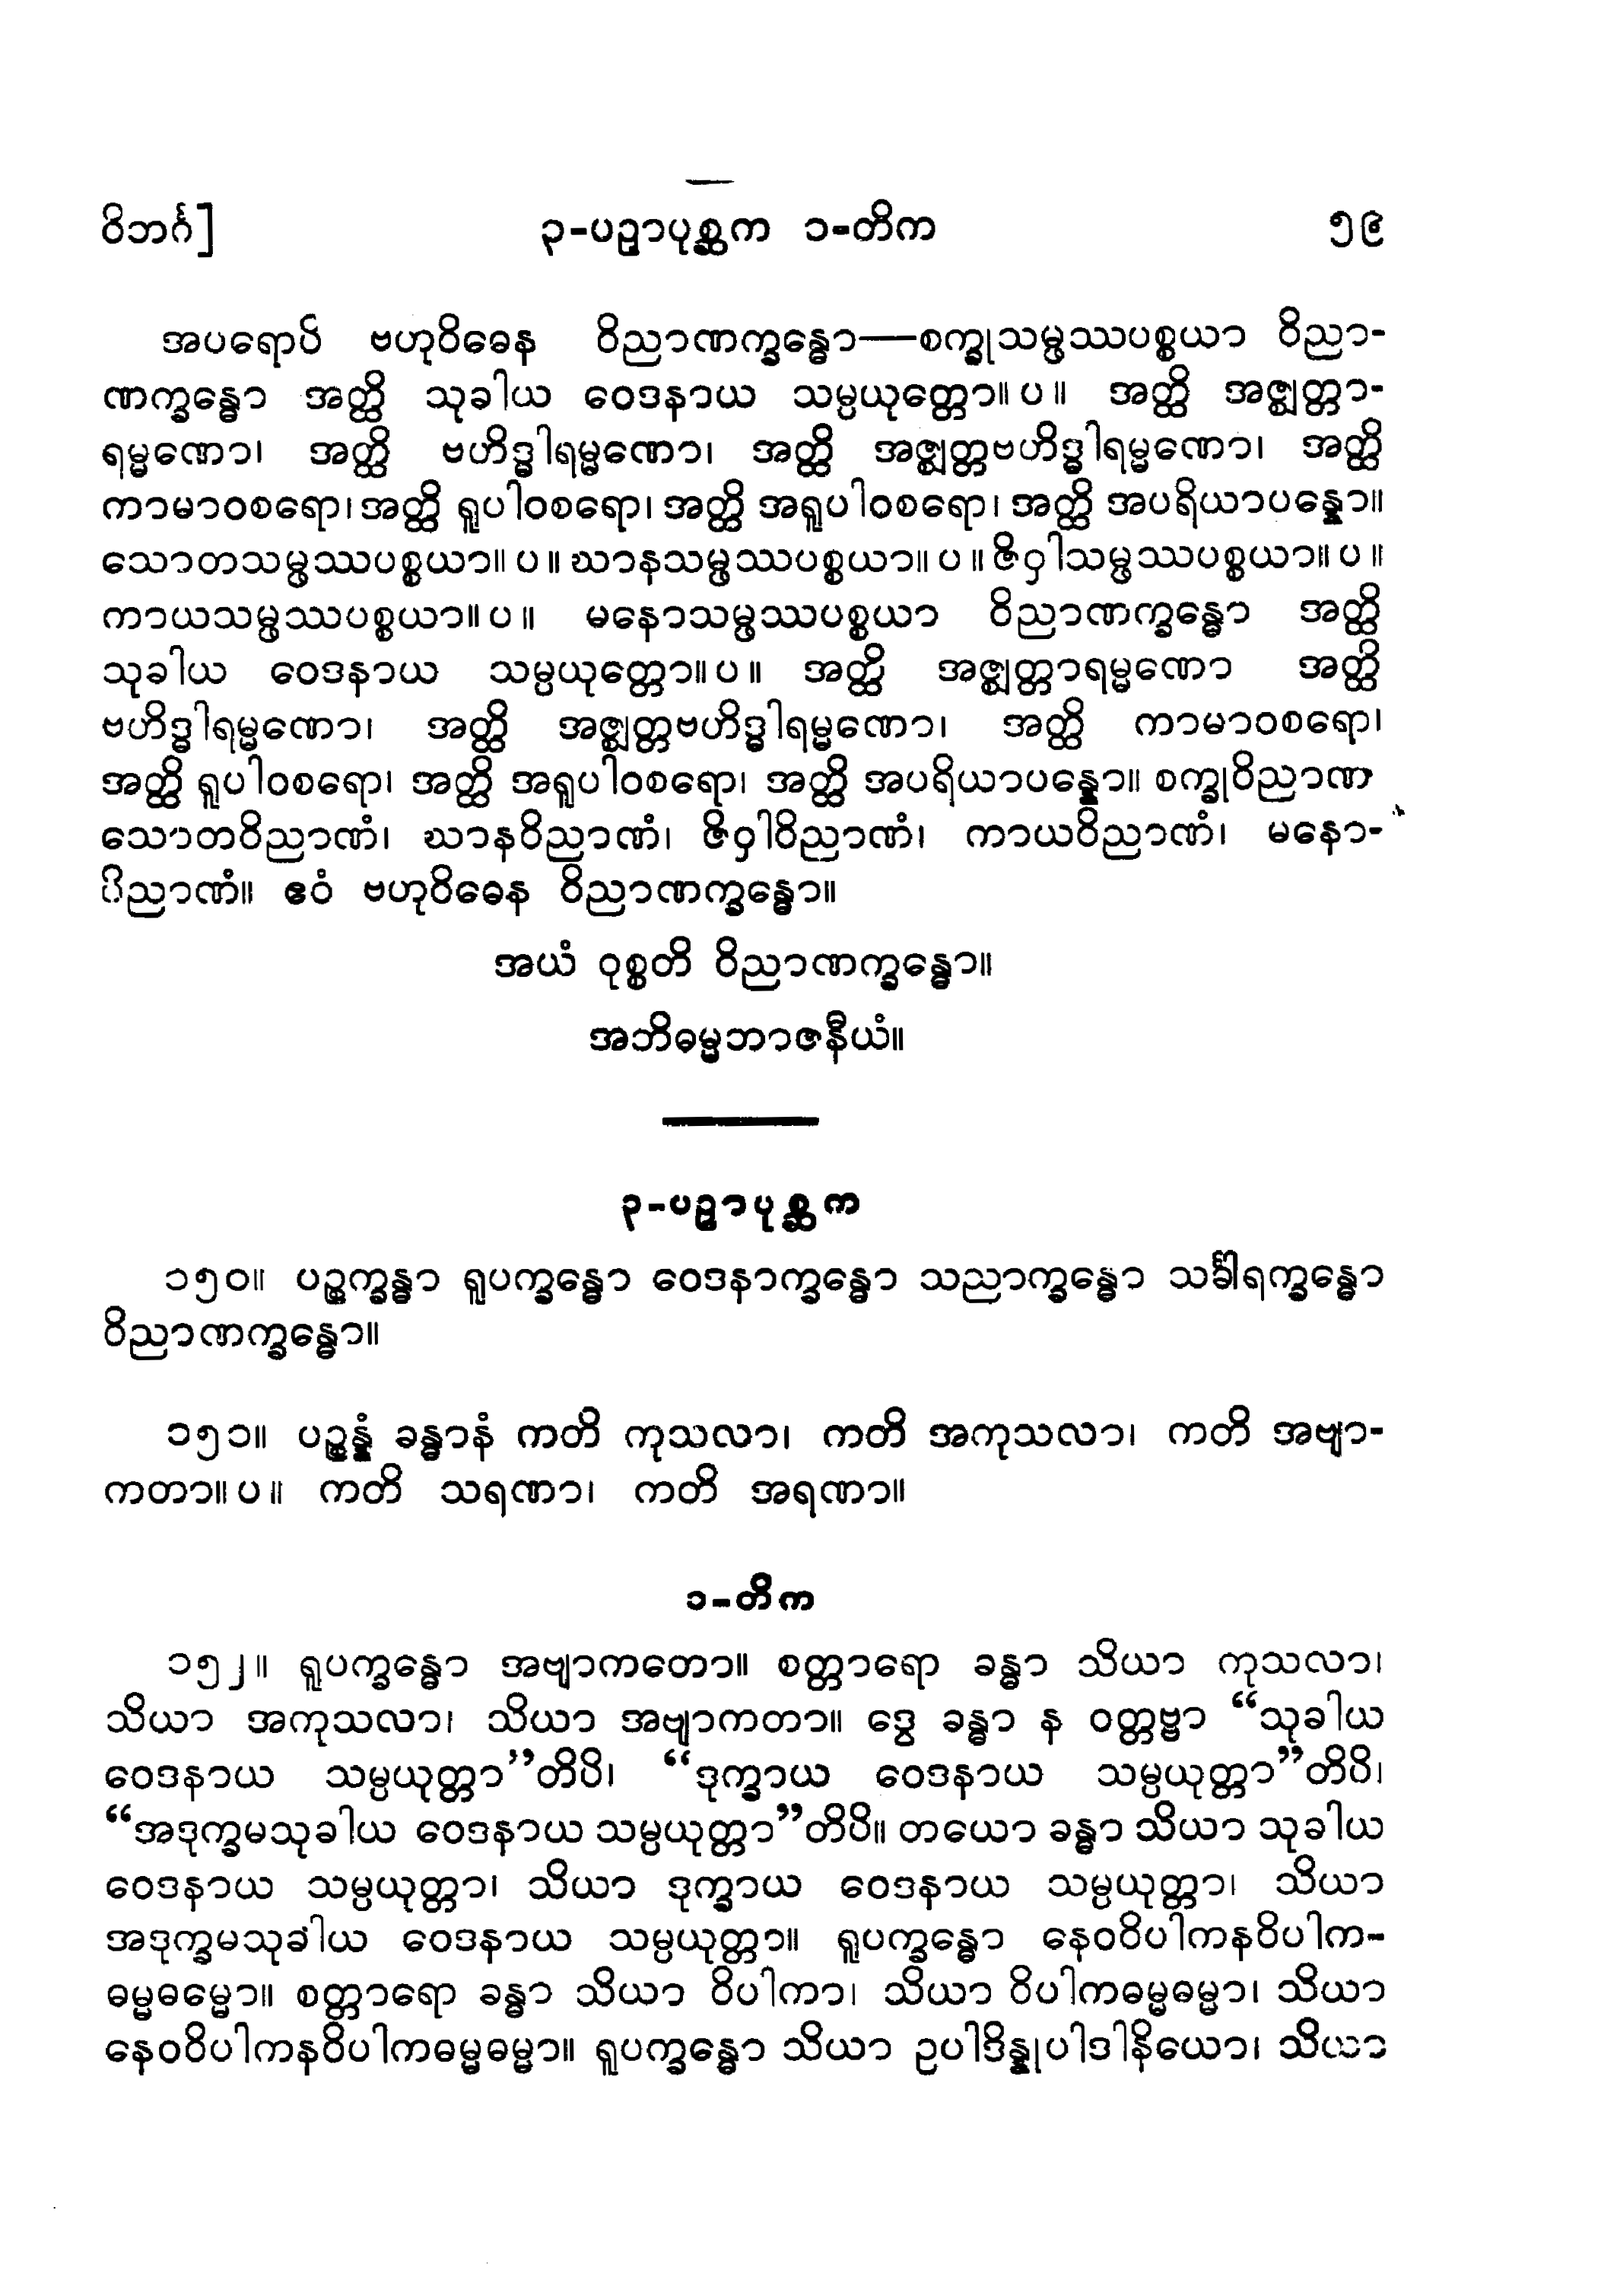 ဝိဘင်္ဂ] ၃-ပဉှာပုစ္ဆက ၁-တိက ၅၉
အပရောပိ ဗဟုဝိဓေန ဝိညာဏက္ခန္ဓော—စက္ခုသမ္ဖဿပစ္စယာ ဝိညာ-
ဏက္ခန္ဓော အတ္ထိ သုခါယ ဝေဒနာယ သမ္ပယုတ္တော။ပ။ အတ္ထိ အဇ္ဈတ္တာ-
ရမ္မဏော၊ အတ္ထိ ဗဟိဒ္ဓါရမ္မဏော၊ အတ္ထိ အဇ္ဈတ္တဗဟိဒ္ဓါရမ္မဏော၊ အတ္ထိ
ကာမာဝစရော၊အတ္ထိ ရူပါဝစရော၊ အတ္ထိ အရူပါဝစရော၊ အတ္ထိ အပရိယာပန္နော။
သောတသမ္ဖဿပစ္စယာ။ပ။ဃာနသမ္ဖဿပစ္စယာ။ပ။ဇိဝှါသမ္ဖဿပစ္စယာ။ပ။
ကာယသမ္ဖဿပစ္စယာ။ပ။ မနောသမ္ဖဿပစ္စယာ ဝိညာဏက္ခန္ဓော အတ္ထိ
သုခါယ ဝေဒနာယ သမ္ပယုတ္တော။ပ။ အတ္ထိ အဇ္ဈတ္တာရမ္မဏော အတ္ထိ
ဗဟိဒ္ဓါရမ္မဏော၊ အတ္ထိ အဇ္ဈတ္တဗဟိဒ္ဓါရမ္မဏော၊ အတ္ထိ ကာမာဝစရော၊
အတ္ထိ ရူပါဝစရော၊ အတ္ထိ အရူပါဝစရော၊ အတ္ထိ အပရိယာပန္နော။ စက္ခုဝိညာဏ
သောတဝိညာဏံ၊ ဃာနဝိညာဏံ၊ ဇိဝှါဝိညာဏံ၊ ကာယဝိညာဏံ၊ မနော-
ဝိညာဏံ။ ဧဝံ ဗဟုဝိဓေန ဝိညာဏက္ခန္ဓော။
အယံ ဝုစ္စတိ ဝိညာဏက္ခန္ဓော။
အဘိဓမ္မဘာဇနီယံ။
၃-ပဉှာပုစ္ဆက
၁၅၀။ ပဉ္စက္ခန္ဓာ ရူပက္ခန္ဓော ဝေဒနာက္ခန္ဓော သညာက္ခန္ဓော သင်္ခါရက္ခန္ဓော
ဝိညာဏက္ခန္ဓော။
၁၅၁။ ပဉ္စန္နံ ခန္ဓာနံ ကတိ ကုသလာ၊ ကတိ အကုသလာ၊ ကတိ အဗျာ-
ကတာ။ပ။ ကတိ သရဏာ၊ ကတိ အရဏာ။
၁-တိက
၁၅၂။ ရူပက္ခန္ဓော အဗျာကတော။ စတ္တာရော ခန္ဓာ သိယာ ကုသလာ၊
သိယာ အကုသလာ၊ သိယာ အဗျာကတာ။ ဒွေ ခန္ဓာ န ဝတ္တဗ္ဗာ “သုခါယ
ဝေဒနာယ သမ္ပယုတ္တာ”တိပိ၊ “ဒုက္ခာယ ဝေဒနာယ သမ္ပယုတ္တာ”တိပိ၊
“အဒုက္ခမသုခါယ ဝေဒနာယ သမ္ပယုတ္တာ”တိပိ။ တယော ခန္ဓာ သိယာ သုခါယ
ဝေဒနာယ သမ္ပယုတ္တာ၊ သိယာ ဒုက္ခာယ ဝေဒနာယ သမ္ပယုတ္တာ၊ သိယာ
အဒုက္ခမသုခါယ ဝေဒနာယ သမ္ပယုတ္တာ။ ရူပက္ခန္ဓော နေဝဝိပါကနဝိပါက-
ဓမ္မဓမ္မော။ စတ္တာရော ခန္ဓာ သိယာ ဝိပါကာ၊ သိယာ ဝိပါကဓမ္မဓမ္မာ၊ သိယာ
နေဝဝိပါကနဝိပါကဓမ္မဓမ္မာ။ ရူပက္ခန္ဓော သိယာ ဥပါဒိန္နုပါဒါနိယော၊ သိယာ